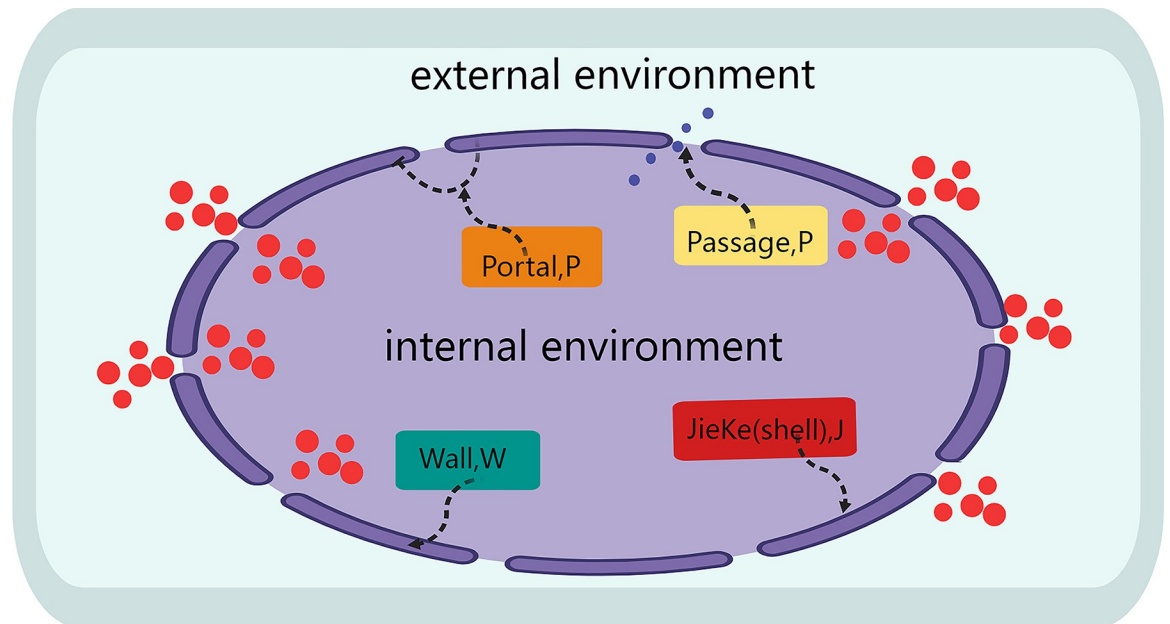 external environment
Passage,P
Portal,P
internal environment
JieKe(shell),J
Wall,W